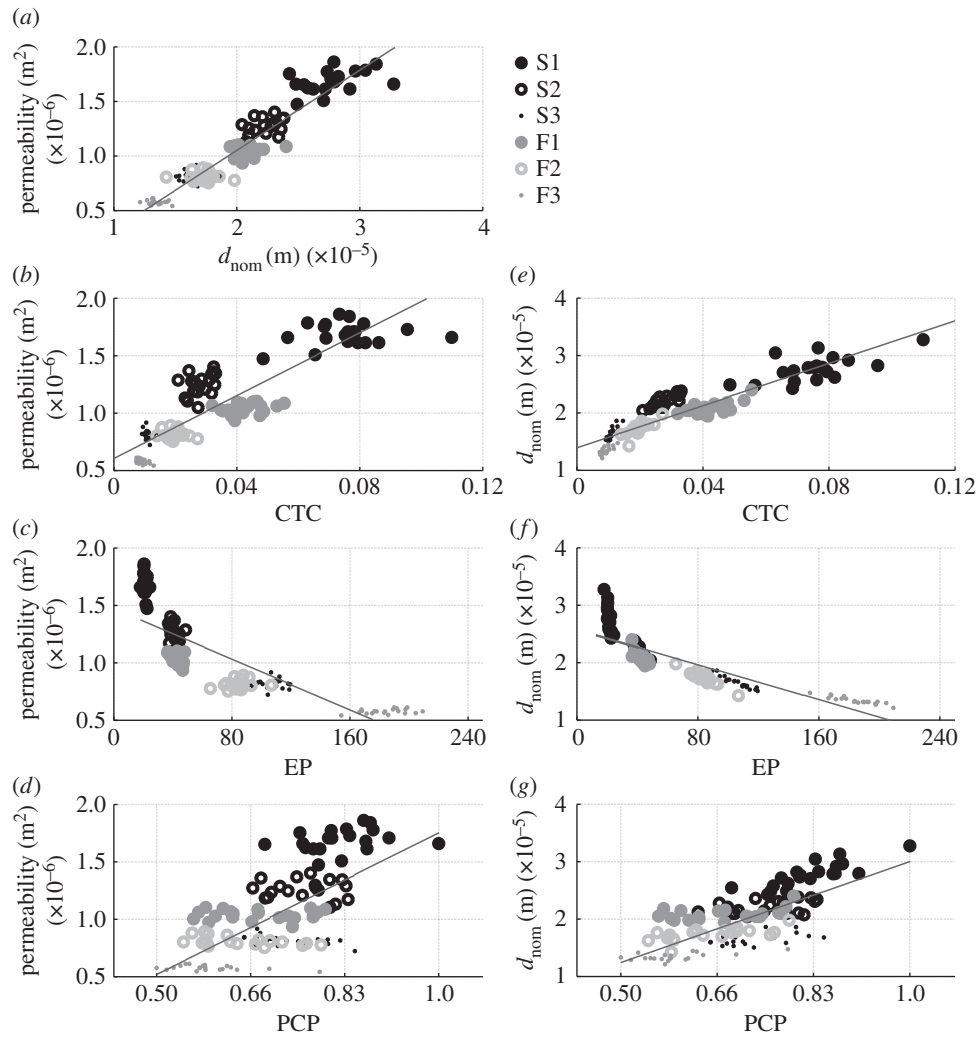 (a)
permeability (m²)
(×10⁻⁶)
2.0
1.5
1.0
0.5
1 2 3 4
d_nom (m) (×10⁻⁵)
S1
S2
S3
F1
F2
F3
(b)
permeability (m²)
(×10⁻⁶)
2.0
1.5
1.0
0.5
0 0.04 0.08 0.12
CTC
(e)
d_nom (m) (×10⁻⁵)
4
3
2
1
0 0.04 0.08 0.12
CTC
(c)
permeability (m²)
(×10⁻⁶)
2.0
1.5
1.0
0.5
0 80 160 240
EP
(f)
d_nom (m) (×10⁻⁵)
4
3
2
1
0 80 160 240
EP
(d)
permeability (m²)
(×10⁻⁶)
2.0
1.5
1.0
0.5
0.50 0.66 0.83 1.0
PCP
(g)
d_nom (m) (×10⁻⁵)
4
3
2
1
0.50 0.66 0.83 1.0
PCP